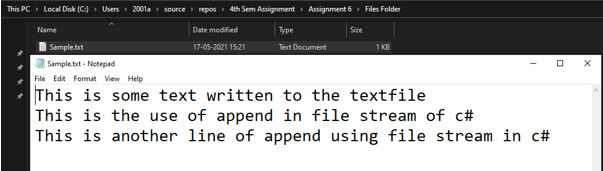 This PC > Local Disk (C:) > Users > 2001a > source > repos > 4th Sem Assignment > Assignment 6 > Files Folder
Name Date modified Type Size
Sample.txt 17-05-2021 15:21 Text Document 1 KB
Sample.txt - Notepad
File Edit Format View Help
This is some text written to the textfile
This is the use of append in file stream of c#
This is another line of append using file stream in c#